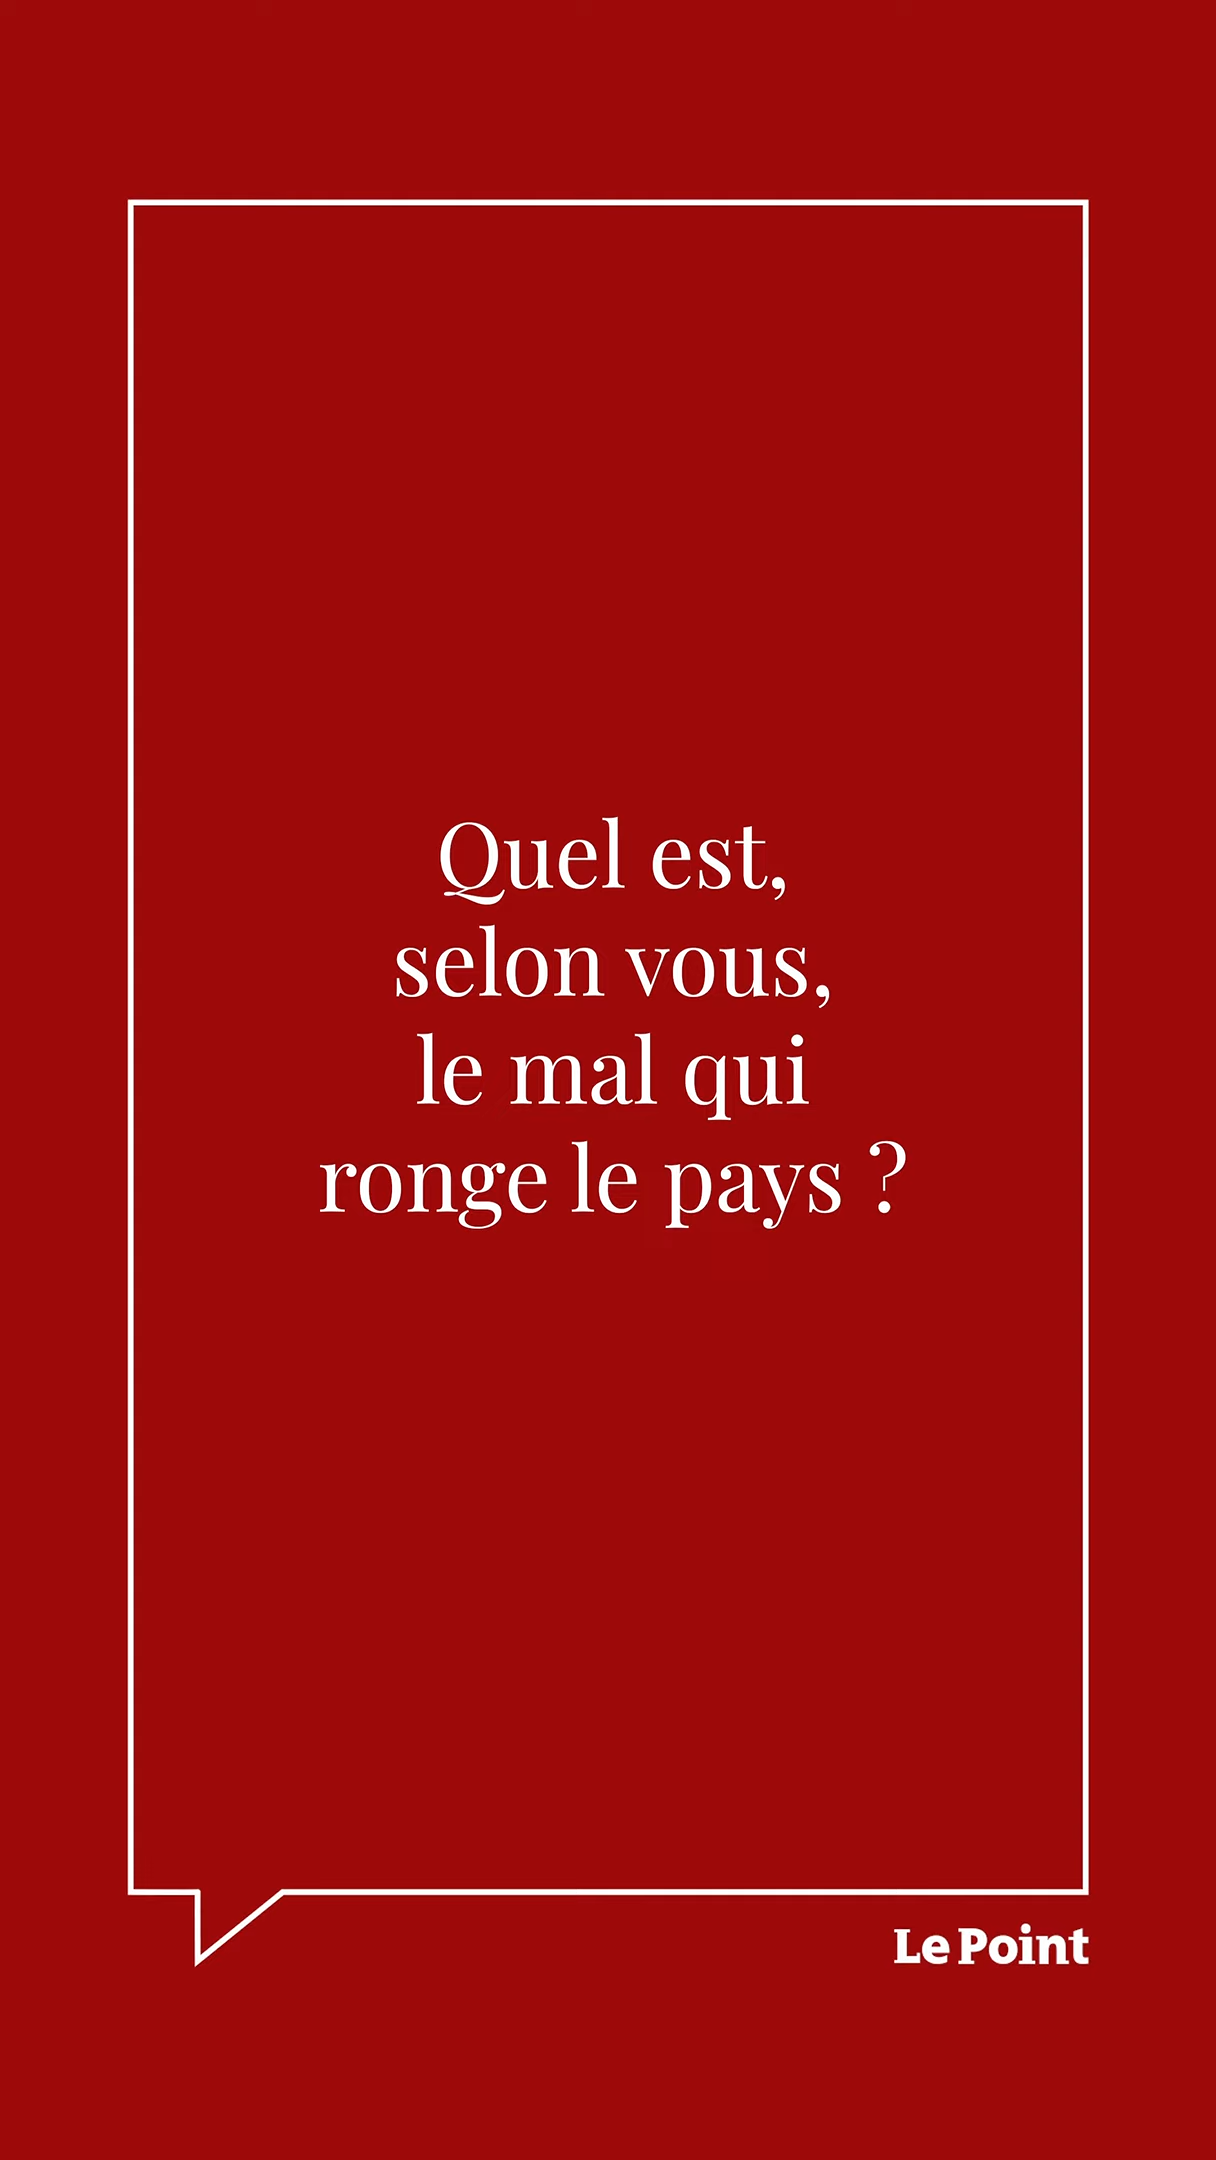 Quel est,
selon vous,
le mal qui
ronge le pays ?
Le Point